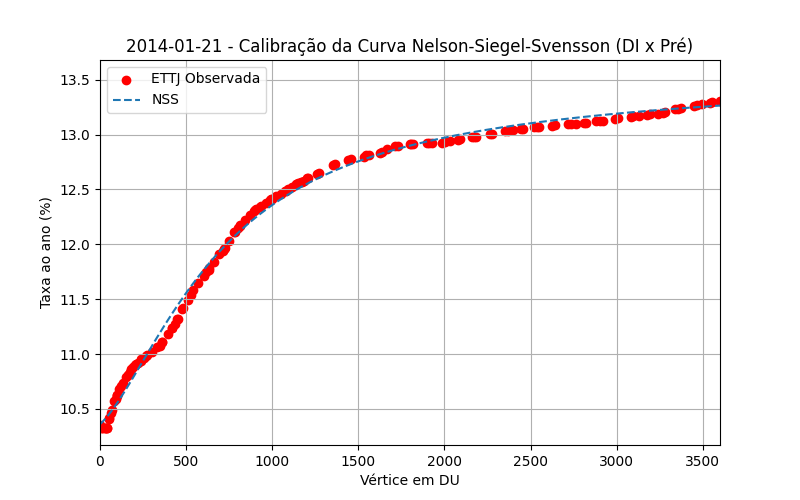 2014-01-21 - Calibração da Curva Nelson-Siegel-Svensson (DI x Pré)
ETTJ Observada
NSS
Taxa ao ano (%)
13.5
13.0
12.5
12.0
11.5
11.0
10.5
0 500 1000 1500 2000 2500 3000 3500
Vértice em DU